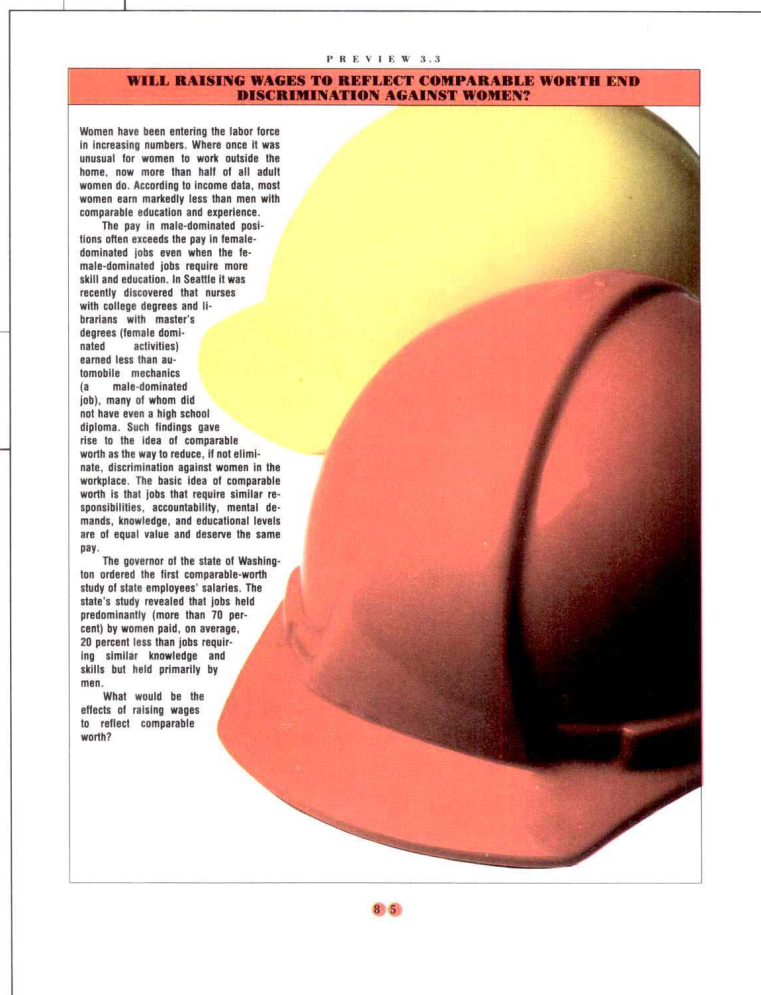 PREVIEW 3.3
WILL RAISING WAGES TO REFLECT COMPARABLE WORTH END
DISCRIMINATION AGAINST WOMEN?
Women have been entering the labor force
in increasing numbers. Where once it was
unusual for women to work outside the
home, now more than half of all adult
women do. According to income data, most
women earn markedly less than men with
comparable education and experience.
The pay in male-dominated posi-
tions often exceeds the pay in female-
dominated jobs even when the fe-
male-dominated jobs require more
skill and education. In Seattle it was
recently discovered that nurses
with college degrees and li-
brarians with master's
degrees (female domi-
nated activities)
earned less than au-
tomobile mechanics
(a male-dominated
job), many of whom did
not have even a high school
diploma. Such findings gave
rise to the idea of comparable
worth as the way to reduce, if not elimi-
nate, discrimination against women in the
workplace. The basic idea of comparable
worth is that jobs that require similar re-
sponsibilities, accountability, mental de-
mands, knowledge, and educational levels
are of equal value and deserve the same
pay.
The governor of the state of Washing-
ton ordered the first comparable-worth
study of state employees' salaries. The
state's study revealed that jobs held
predominantly (more than 70 per-
cent) by women paid, on average,
20 percent less than jobs requir-
ing similar knowledge and
skills but held primarily by
men.
What would be the
effects of raising wages
to reflect comparable
worth?
85